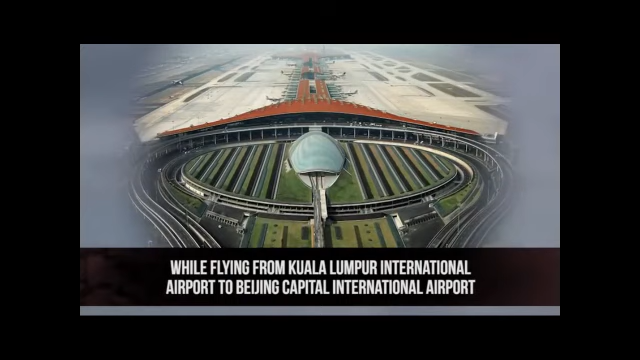 WHILE FLYING FROM KUALA LUMPUR INTERNATIONAL
AIRPORT TO BEIJING CAPITAL INTERNATIONAL AIRPORT